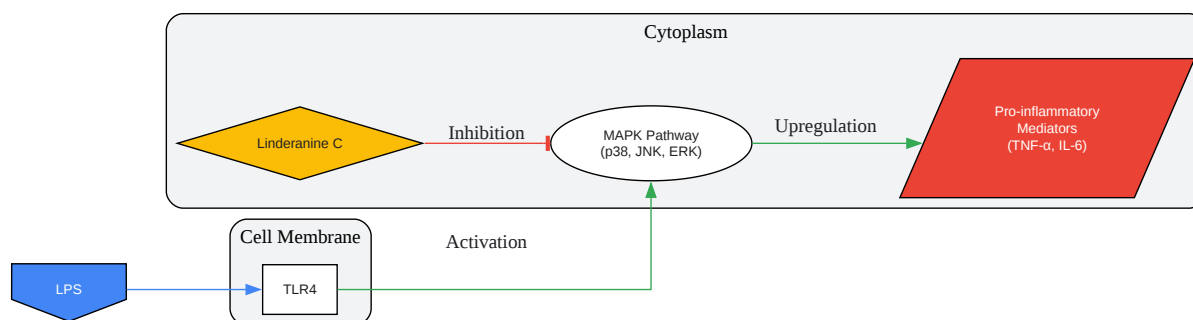 Cytoplasm
Linderanine C
Inhibition
MAPK Pathway
(p38, JNK, ERK)
Upregulation
Pro-inflammatory
Mediators
(TNF-α, IL-6)
Cell Membrane
Activation
LPS
TLR4